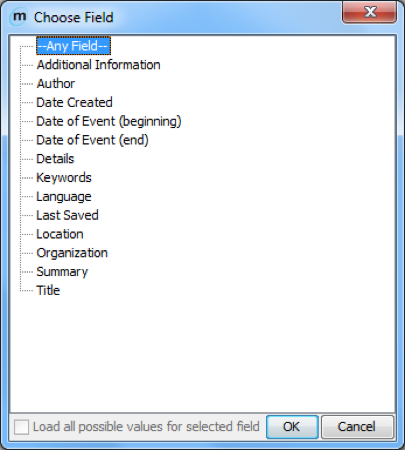 m Choose Field
--Any Field--
Additional Information
Author
Date Created
Date of Event (beginning)
Date of Event (end)
Details
Keywords
Language
Last Saved
Location
Organization
Summary
Title
Load all possible values for selected field OK Cancel